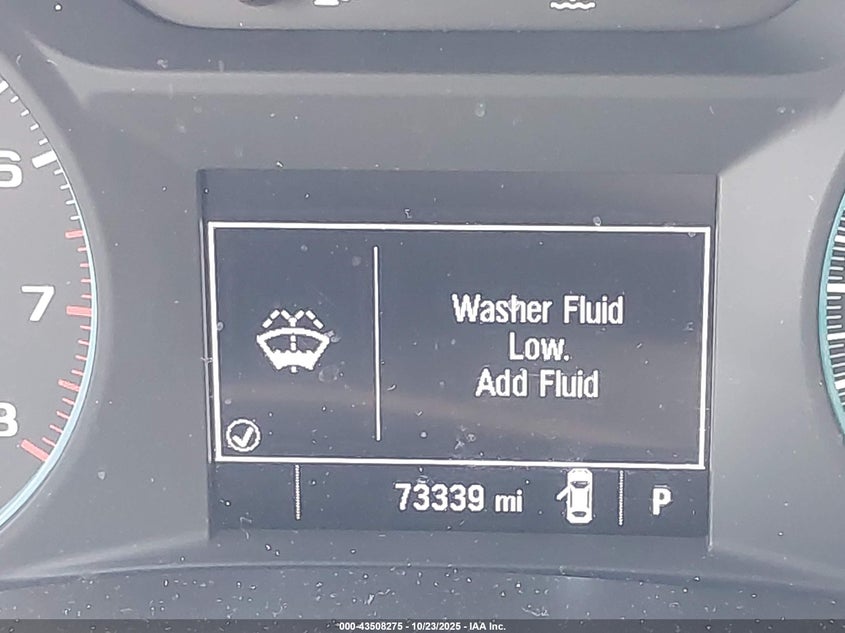 6
7
8
Washer Fluid
Low.
Add Fluid
73339 mi
P
000-43508275 - 10/23/2025 - IAA Inc.